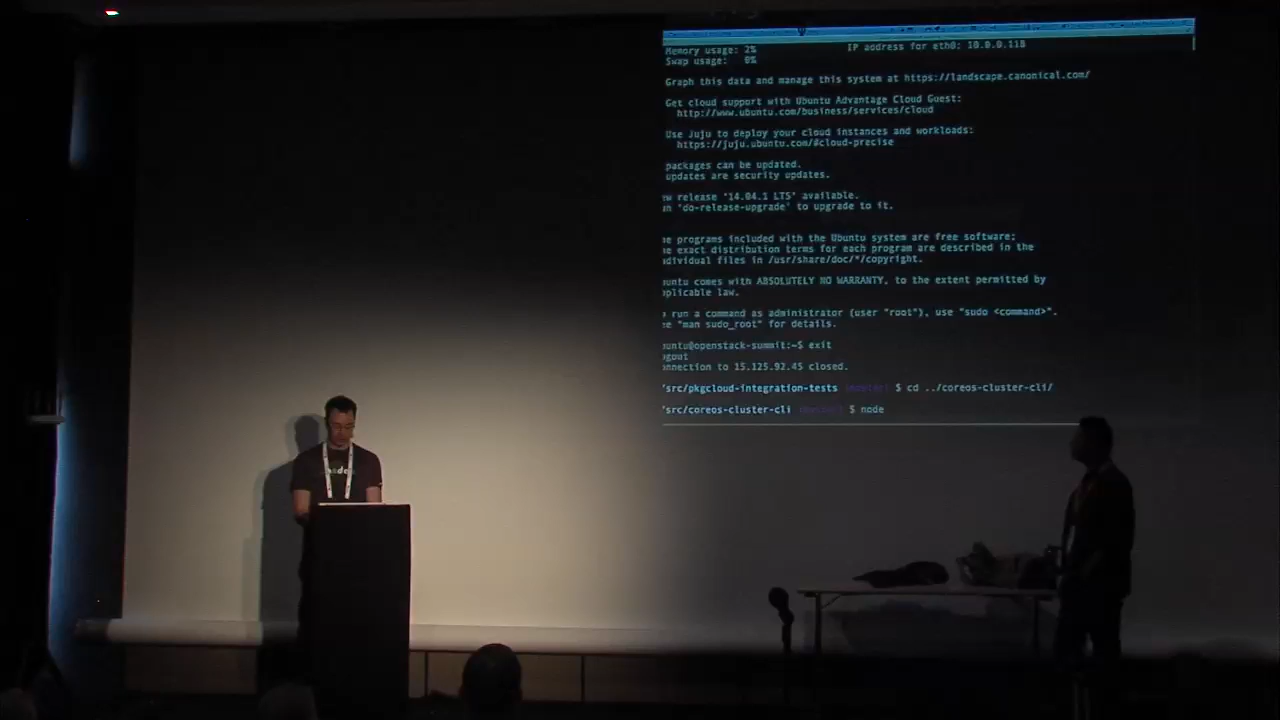 Memory usage: 2% IP address for eth0: 10.0.0.115
Swap usage: 0%
Graph this data and manage this system at https://landscape.canonical.com/
Get cloud support with Ubuntu Advantage Cloud Guest:
http://www.ubuntu.com/business/services/cloud
Use Juju to deploy your cloud instances and workloads:
https://juju.ubuntu.com/#cloud-precise
packages can be updated.
updates are security updates.
w release '14.04.1 LTS' available.
n 'do-release-upgrade' to upgrade to it.
e programs included with the Ubuntu system are free software;
e exact distribution terms for each program are described in the
dividual files in /usr/share/doc/*/copyright.
untu comes with ABSOLUTELY NO WARRANTY, to the extent permitted by
plicable law.
run a command as administrator (user "root"), use "sudo <command>".
e "man sudo_root" for details.
untu@openstack-summit:~$ exit
gout
nnection to 15.125.92.45 closed.
/src/pkgcloud-integration-tests $ cd ../coreos-cluster-cli/
/src/coreos-cluster-cli $ node